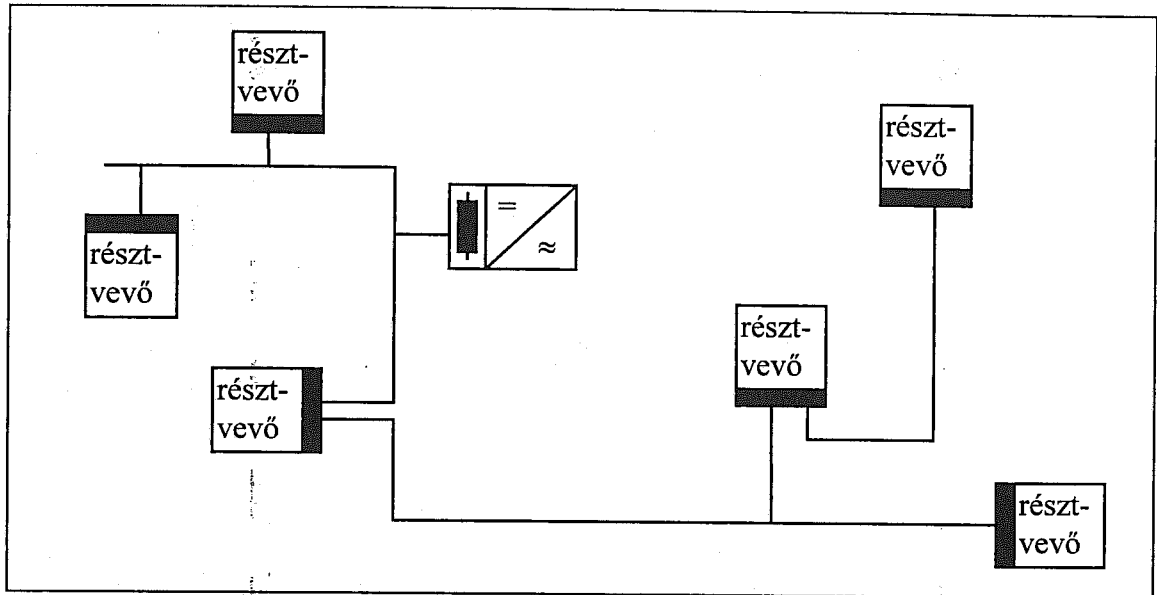 részt-
vevő
részt-
vevő
részt-
vevő
=
≈
részt-
vevő
részt-
vevő
részt-
vevő